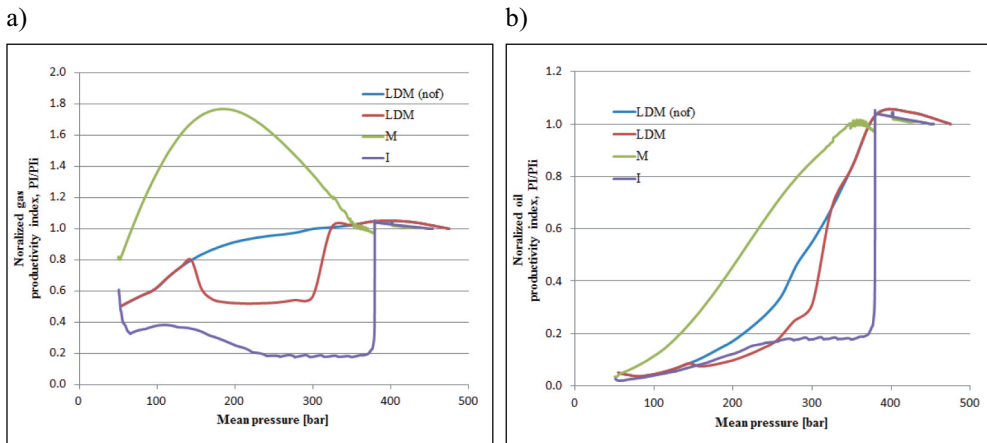 a)
b)
2.0
1.8
1.6
1.4
1.2
1.0
0.8
0.6
0.4
0.2
0.0
0
100
200
300
400
500
Noralized gas
productivity index, PI/PIi
Mean pressure [bar]
LDM (nof)
LDM
M
I
1.2
1.0
0.8
0.6
0.4
0.2
0.0
0
100
200
300
400
500
Noralized oil
productivity index, PI/PIi
Mean pressure [bar]
LDM (nof)
LDM
M
I